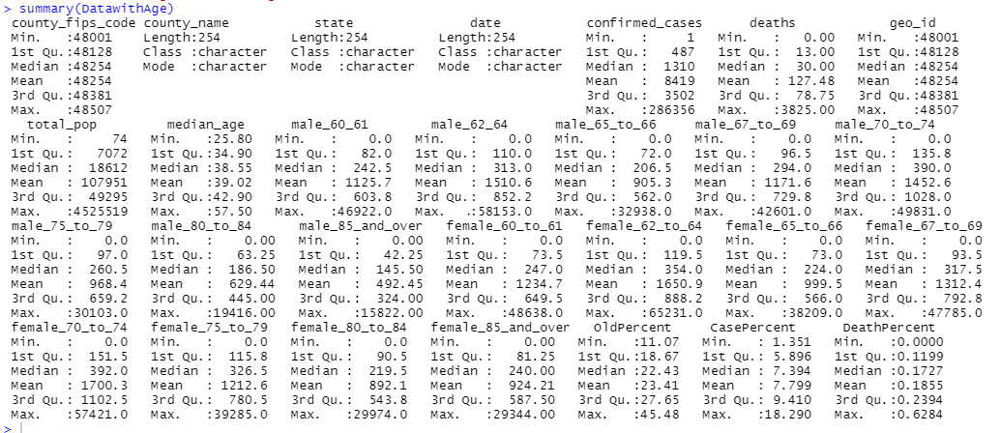 > summary(DatawithAge)
county_fips_code county_name state date confirmed_cases deaths geo_id
Min. :48001 Length:254 Length:254 Length:254 Min. : 1 Min. : 0.00 Min. :48001
1st Qu.:48128 Class :character Class :character Class :character 1st Qu.: 487 1st Qu.: 13.00 1st Qu.:48128
Median :48254 Mode :character Mode :character Mode :character Median : 1310 Median : 30.00 Median :48254
Mean :48254 Mean : 8419 Mean : 127.48 Mean :48254
3rd Qu.:48381 3rd Qu.: 3502 3rd Qu.: 78.75 3rd Qu.:48381
Max. :48507 Max. :286356 Max. :3825.00 Max. :48507
total_pop median_age male_60_61 male_62_64 male_65_to_66 male_67_to_69 male_70_to_74
Min. : 74 Min. :25.80 Min. : 0.0 Min. : 0.0 Min. : 0.0 Min. : 0.0 Min. : 0.0
1st Qu.: 7072 1st Qu.:34.90 1st Qu.: 82.0 1st Qu.: 110.0 1st Qu.: 72.0 1st Qu.: 96.5 1st Qu.: 135.8
Median : 18612 Median :38.55 Median : 242.5 Median : 313.0 Median : 206.5 Median : 294.0 Median : 390.0
Mean : 107951 Mean :39.02 Mean : 1125.7 Mean : 1510.6 Mean : 905.3 Mean : 1171.6 Mean : 1452.6
3rd Qu.: 49295 3rd Qu.:42.90 3rd Qu.: 603.8 3rd Qu.: 852.2 3rd Qu.: 562.0 3rd Qu.: 729.8 3rd Qu.: 1028.0
Max. :4525519 Max. :57.50 Max. :46922.0 Max. :58153.0 Max. :32938.0 Max. :42601.0 Max. :49831.0
male_75_to_79 male_80_to_84 male_85_and_over female_60_to_61 female_62_to_64 female_65_to_66 female_67_to_69
Min. : 0.0 Min. : 0.00 Min. : 0.00 Min. : 0.0 Min. : 0.0 Min. : 0.0 Min. : 0.0
1st Qu.: 97.0 1st Qu.: 63.25 1st Qu.: 42.25 1st Qu.: 73.5 1st Qu.: 119.5 1st Qu.: 73.0 1st Qu.: 93.5
Median : 260.5 Median : 186.50 Median : 145.50 Median : 247.0 Median : 354.0 Median : 224.0 Median : 317.5
Mean : 968.4 Mean : 629.44 Mean : 492.45 Mean : 1234.7 Mean : 1650.9 Mean : 999.5 Mean : 1312.4
3rd Qu.: 659.2 3rd Qu.: 445.00 3rd Qu.: 324.00 3rd Qu.: 649.5 3rd Qu.: 888.2 3rd Qu.: 566.0 3rd Qu.: 792.8
Max. :30103.0 Max. :19416.00 Max. :15822.00 Max. :48638.0 Max. :65231.0 Max. :38209.0 Max. :47785.0
female_70_to_74 female_75_to_79 female_80_to_84 female_85_and_over OldPercent CasePercent DeathPercent
Min. : 0.0 Min. : 0.0 Min. : 0.0 Min. : 0.00 Min. :11.07 Min. : 1.351 Min. :0.0000
1st Qu.: 151.5 1st Qu.: 115.8 1st Qu.: 90.5 1st Qu.: 81.25 1st Qu.:18.67 1st Qu.: 5.896 1st Qu.:0.1199
Median : 392.0 Median : 326.5 Median : 219.5 Median : 240.00 Median :22.43 Median : 7.394 Median :0.1727
Mean : 1700.3 Mean : 1212.6 Mean : 892.1 Mean : 924.21 Mean :23.41 Mean : 7.799 Mean :0.1855
3rd Qu.: 1102.5 3rd Qu.: 780.5 3rd Qu.: 543.8 3rd Qu.: 587.50 3rd Qu.:27.65 3rd Qu.: 9.410 3rd Qu.:0.2394
Max. :57421.0 Max. :39285.0 Max. :29974.0 Max. :29344.00 Max. :45.48 Max. :18.290 Max. :0.6284
>